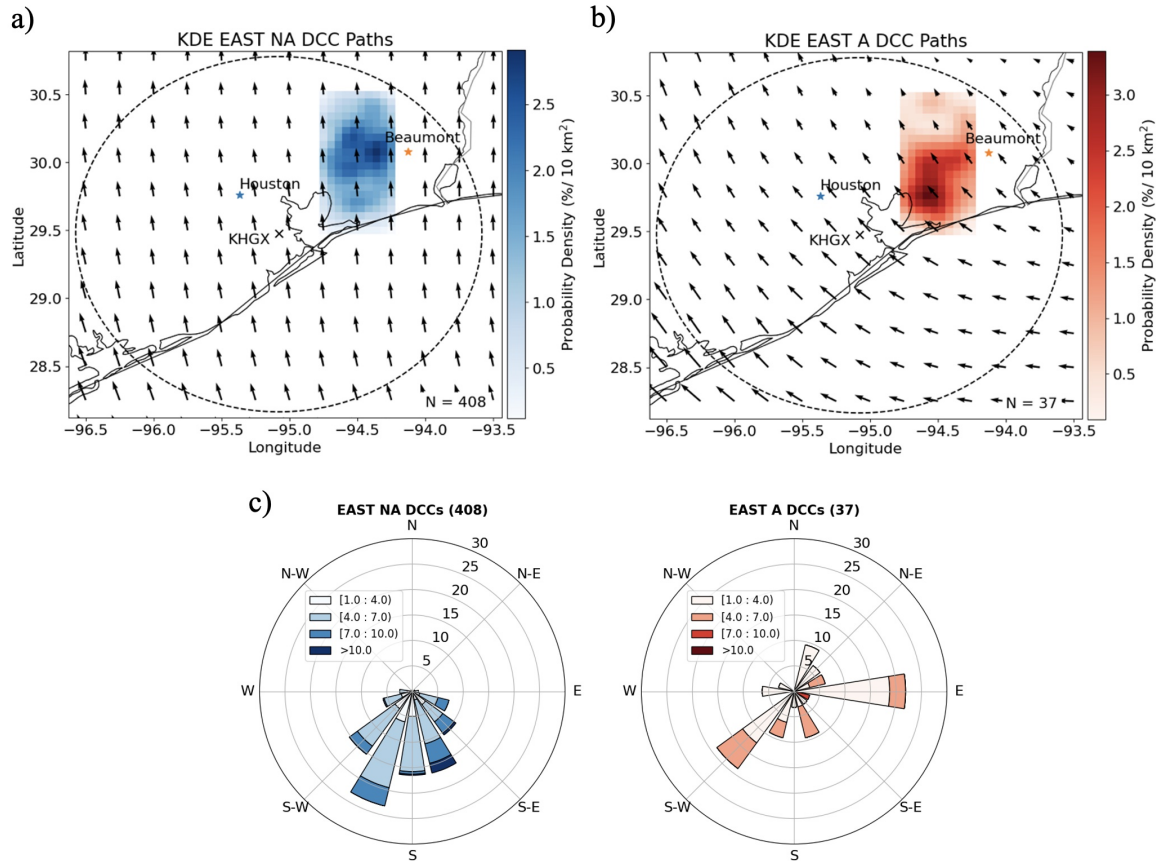 a)
KDE EAST NA DCC Paths
30.5
30.0
29.5
29.0
28.5
Latitude
Beaumont
Houston
KHGX
N = 408
−96.5 −96.0 −95.5 −95.0 −94.5 −94.0 −93.5
Longitude
2.5
2.0
1.5
1.0
0.5
Probability Density (%/ 10 km²)
b)
KDE EAST A DCC Paths
30.5
30.0
29.5
29.0
28.5
Latitude
Beaumont
Houston
KHGX
N = 37
−96.5 −96.0 −95.5 −95.0 −94.5 −94.0 −93.5
Longitude
3.0
2.5
2.0
1.5
1.0
0.5
Probability Density (%/ 10 km²)
c)
EAST NA DCCs (408)
N
N-W
N-E
W
E
S-W
S-E
S
30
25
20
15
10
5
[1.0 : 4.0)
[4.0 : 7.0)
[7.0 : 10.0)
>10.0
EAST A DCCs (37)
N
N-W
N-E
W
E
S-W
S-E
S
30
25
20
15
10
5
[1.0 : 4.0)
[4.0 : 7.0)
[7.0 : 10.0)
>10.0